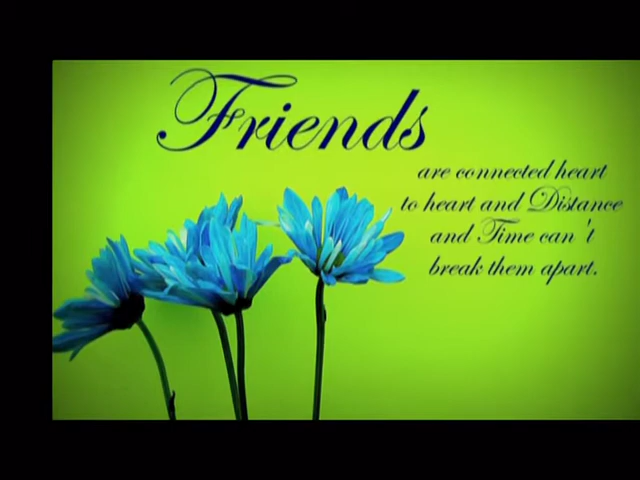 Friends
are connected heart
to heart and Distance
and Time can't
break them apart.